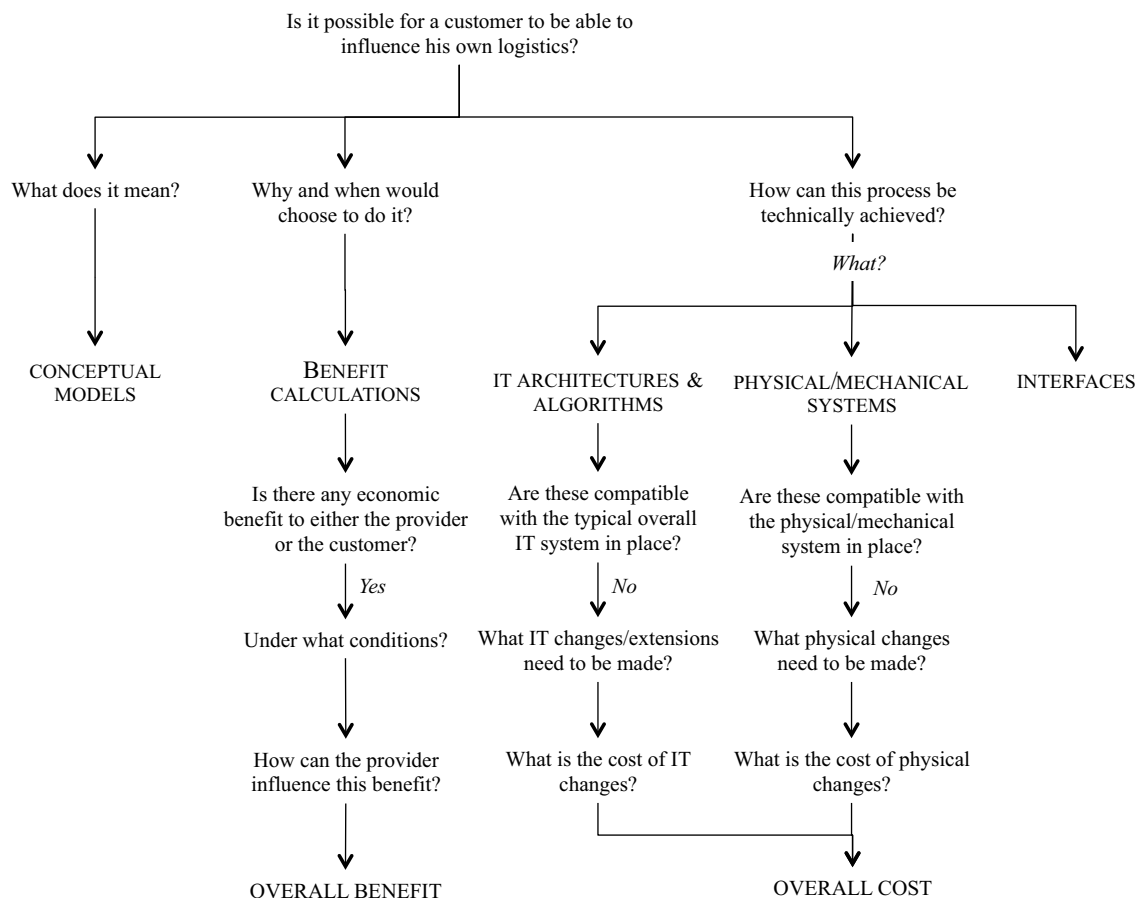 Is it possible for a customer to be able to
influence his own logistics?
What does it mean?
Why and when would
choose to do it?
How can this process be
technically achieved?
What?
CONCEPTUAL
MODELS
BENEFIT
CALCULATIONS
IT ARCHITECTURES &
ALGORITHMS
PHYSICAL/MECHANICAL
SYSTEMS
INTERFACES
Is there any economic
benefit to either the provider
or the customer?
Are these compatible
with the typical overall
IT system in place?
Are these compatible with
the physical/mechanical
system in place?
Yes
No
No
Under what conditions?
What IT changes/extensions
need to be made?
What physical changes
need to be made?
How can the provider
influence this benefit?
What is the cost of IT
changes?
What is the cost of physical
changes?
OVERALL BENEFIT
OVERALL COST